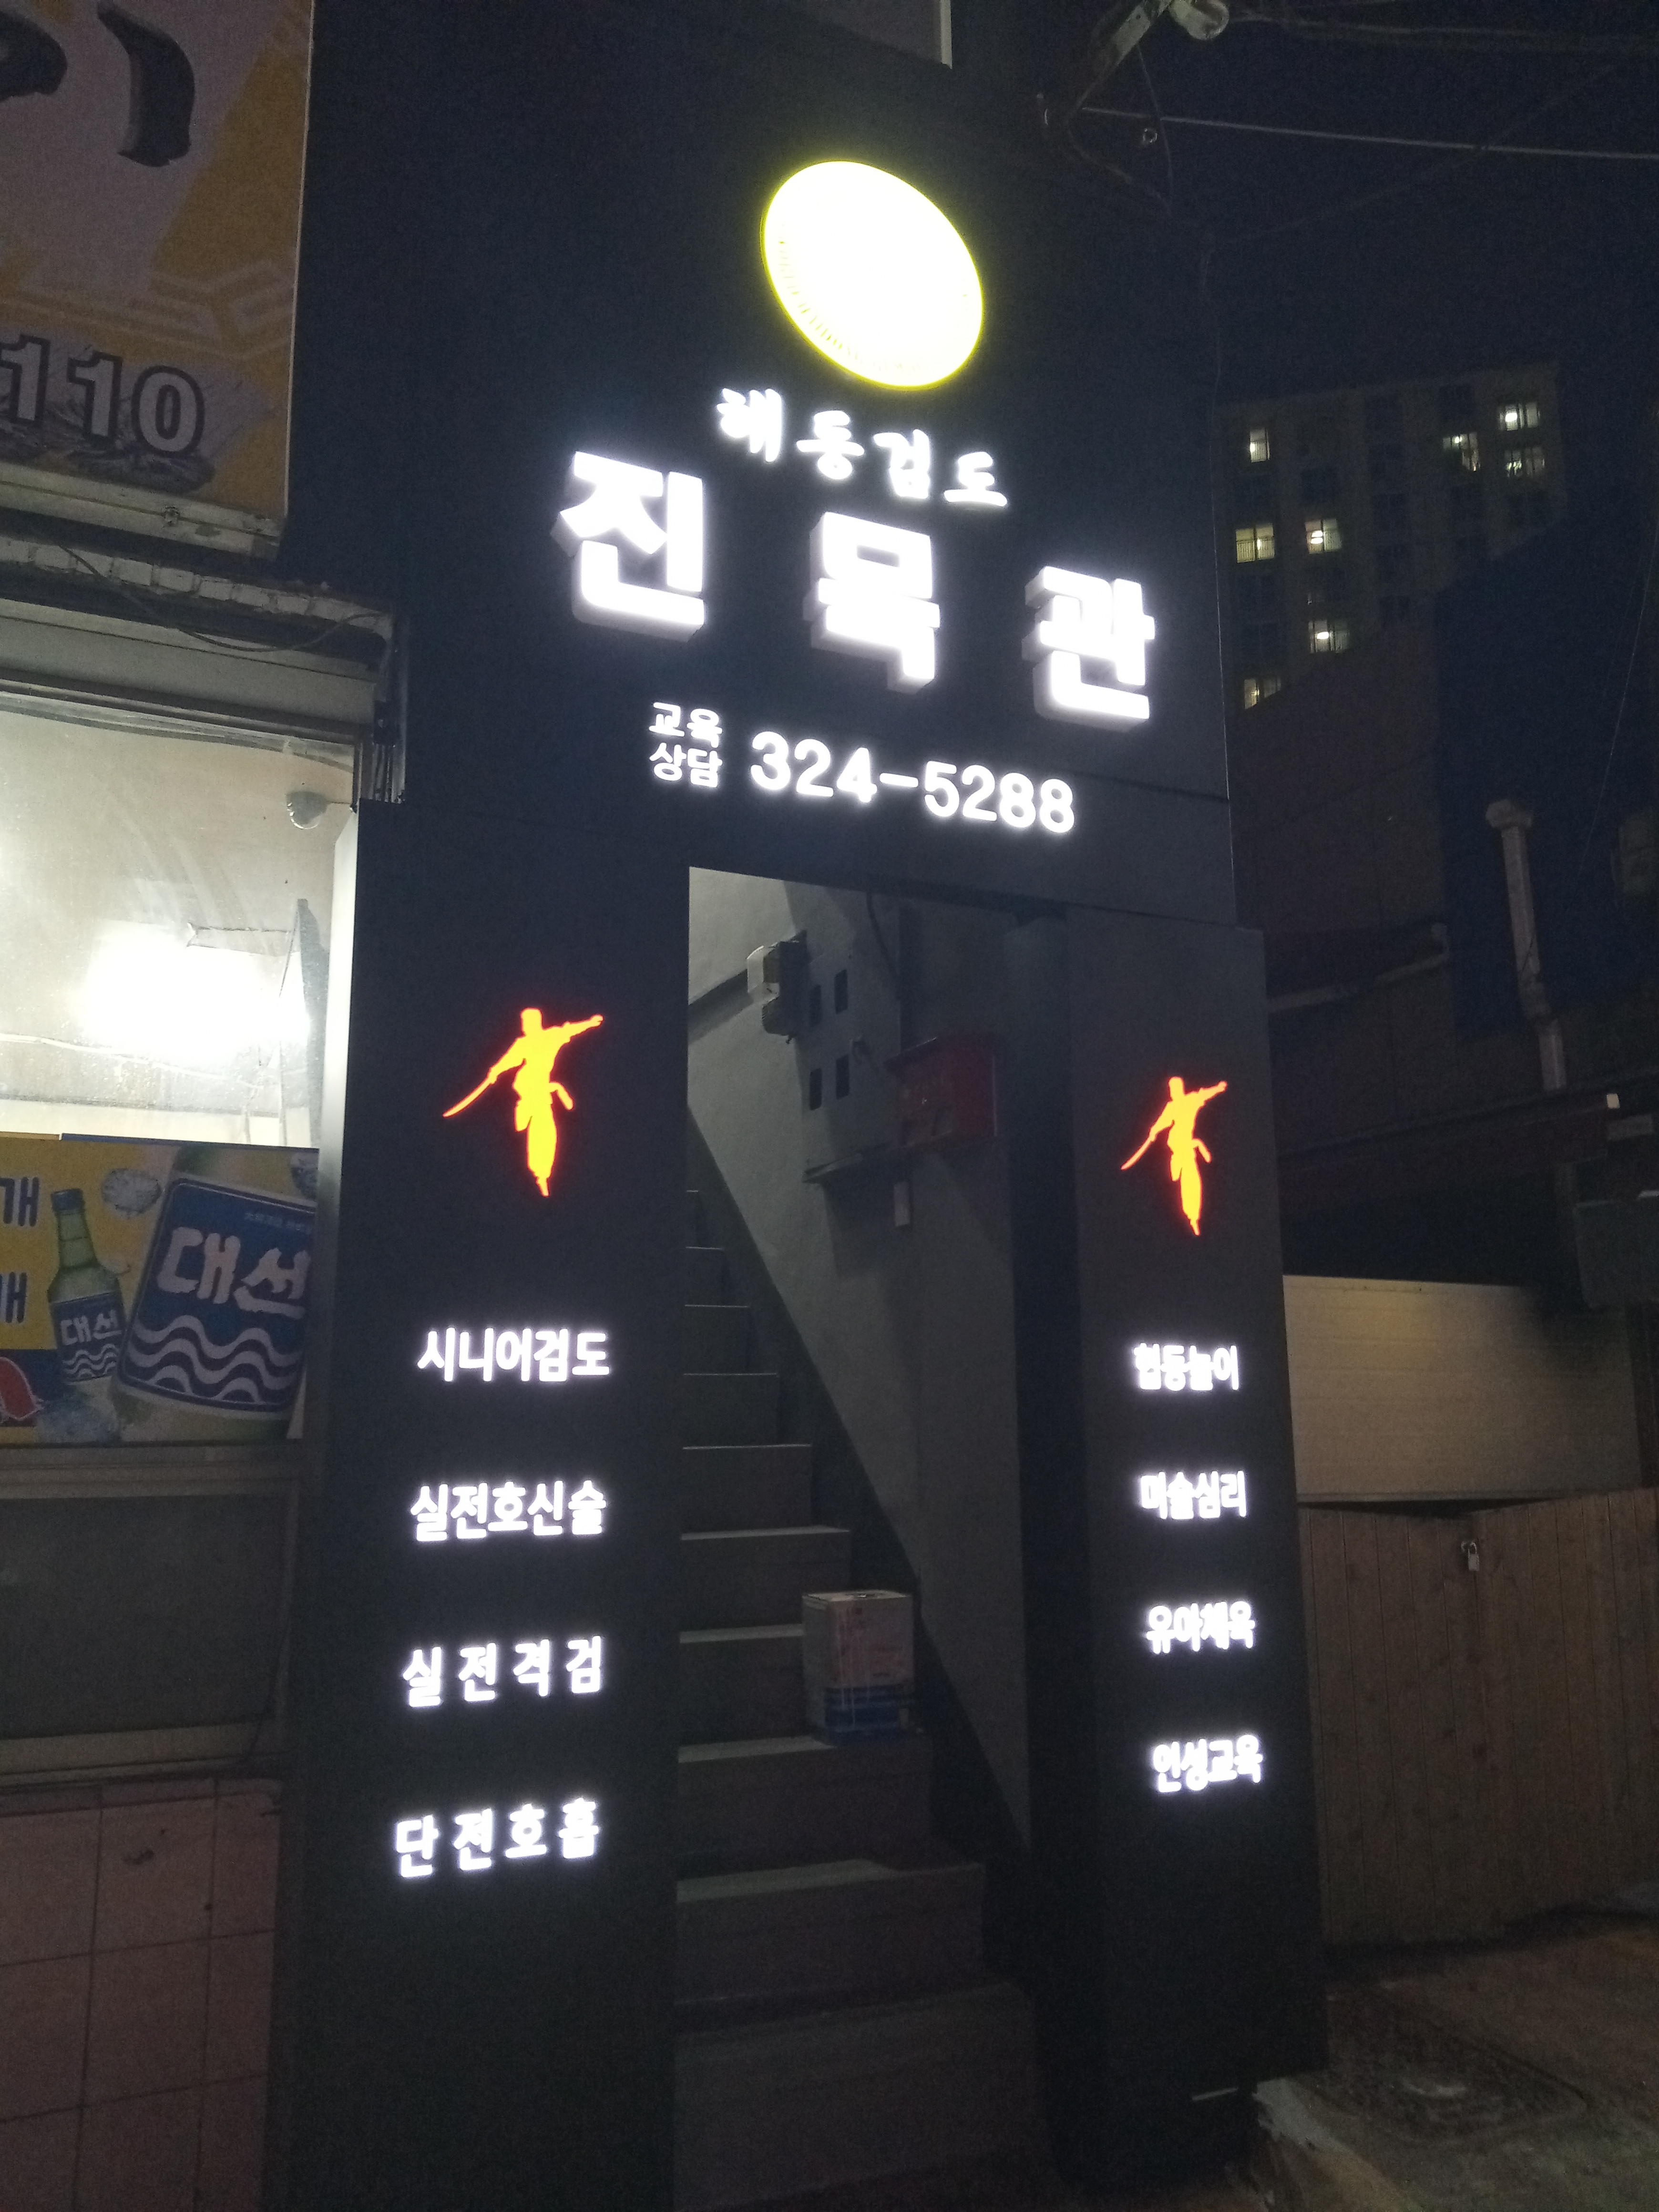 110
해동검도
진목관
교육
상담 324-5288
시니어검도
실전호신술
실전격검
단전호흡
협동놀이
미술심리
유아체육
인성교육
대선
대선